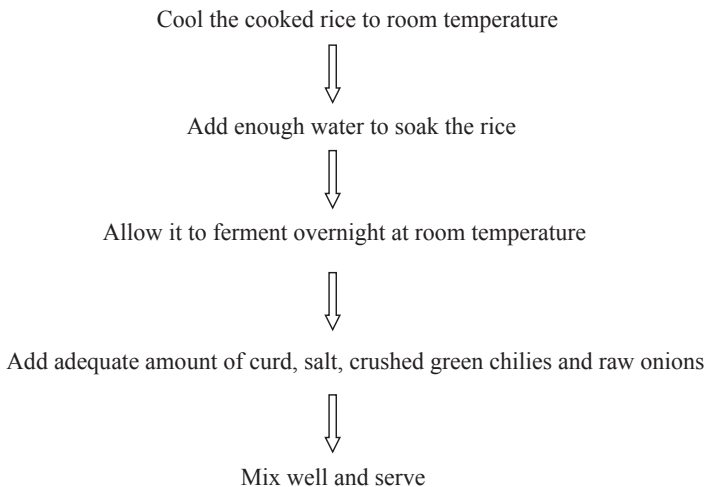 Cool the cooked rice to room temperature
Add enough water to soak the rice
Allow it to ferment overnight at room temperature
Add adequate amount of curd, salt, crushed green chilies and raw onions
Mix well and serve